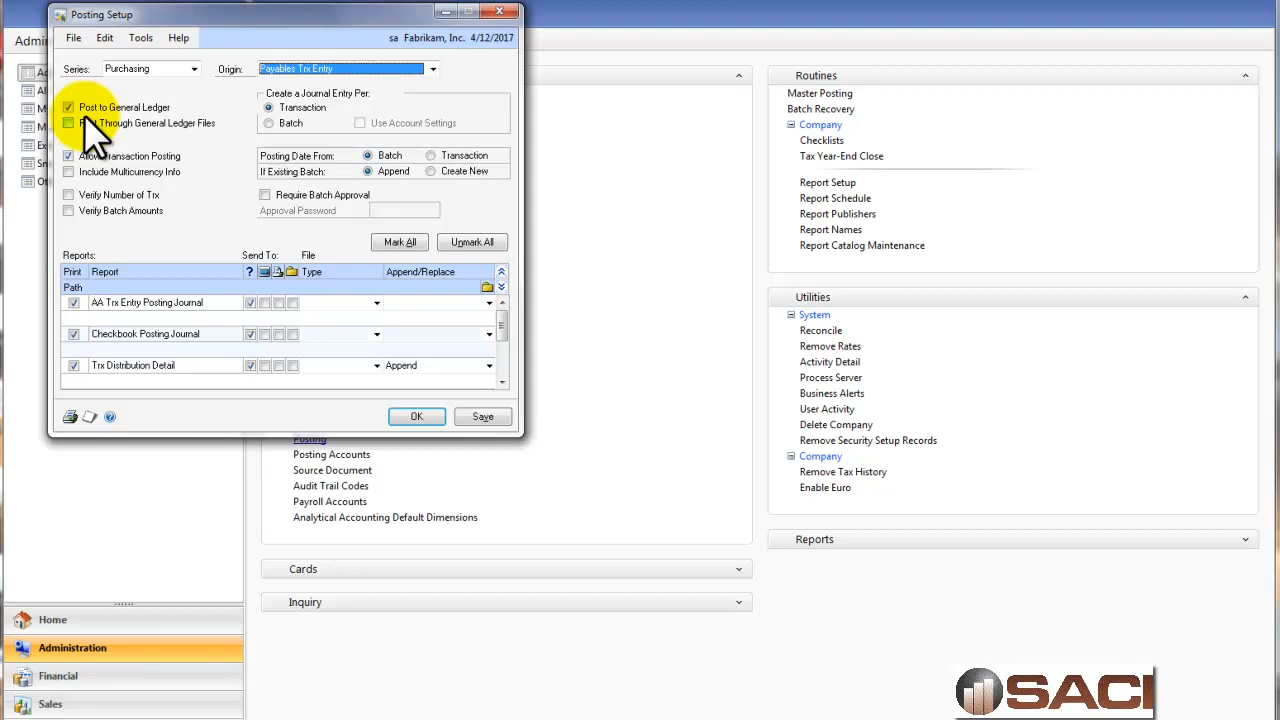 Posting Setup
File Edit Tools Help sa Fabrikam, Inc. 4/12/2017
Series: Purchasing Origin: Payables Trx Entry
Post to General Ledger
Through General Ledger Files
Allow Transaction Posting
Include Multicurrency Info
Verify Number of Trx
Verify Batch Amounts
Create a Journal Entry Per:
Transaction
Batch Use Account Settings
Posting Date From: Batch Transaction
If Existing Batch: Append Create New
Require Batch Approval
Approval Password
Mark All Unmark All
Reports: Send To: File
Print Report ? Type Append/Replace
Path
AA Trx Entry Posting Journal
Checkbook Posting Journal
Trx Distribution Detail Append
OK Save
Posting
Posting Accounts
Source Document
Audit Trail Codes
Payroll Accounts
Analytical Accounting Default Dimensions
Cards
Inquiry
Routines
Master Posting
Batch Recovery
Company
Checklists
Tax Year-End Close
Report Setup
Report Schedule
Report Publishers
Report Names
Report Catalog Maintenance
Utilities
System
Reconcile
Remove Rates
Activity Detail
Process Server
Business Alerts
User Activity
Delete Company
Remove Security Setup Records
Company
Remove Tax History
Enable Euro
Reports
Home
Administration
Financial
Sales